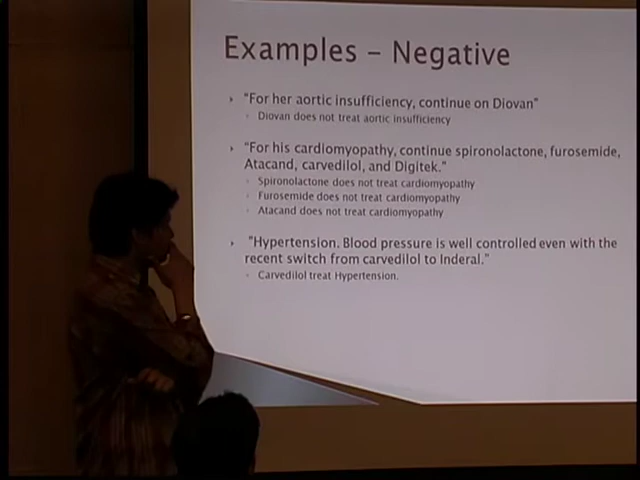 Examples – Negative
"For her aortic insufficiency, continue on Diovan"
Diovan does not treat aortic insufficiency
"For his cardiomyopathy, continue spironolactone, furosemide,
Atacand, carvedilol, and Digitek."
Spironolactone does not treat cardiomyopathy
Furosemide does not treat cardiomyopathy
Atacand does not treat cardiomyopathy
"Hypertension. Blood pressure is well controlled even with the
recent switch from carvedilol to Inderal."
Carvedilol treat Hypertension.